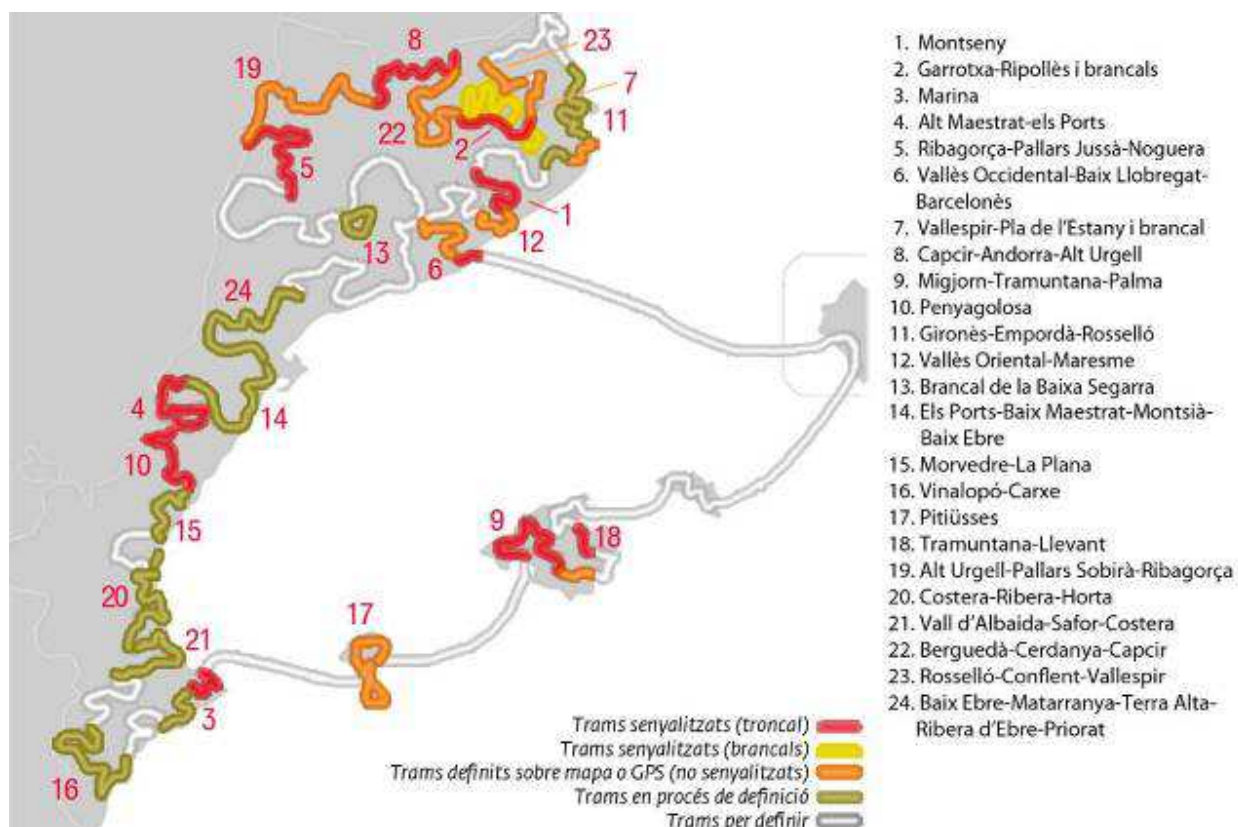 23
8
19
7
11
22
2
5
1
12
13
6
24
4
14
10
15
9
18
20
17
21
3
16
1. Montseny
2. Garrotxa-Ripollès i brancals
3. Marina
4. Alt Maestrat-els Ports
5. Ribagorça-Pallars Jussà-Noguera
6. Vallès Occidental-Baix Llobregat-
Barcelonès
7. Vallespir-Pla de l'Estany i brancal
8. Capcir-Andorra-Alt Urgell
9. Migjorn-Tramuntana-Palma
10. Penyagolosa
11. Gironès-Empordà-Rosselló
12. Vallès Oriental-Maresme
13. Brancal de la Baixa Segarra
14. Els Ports-Baix Maestrat-Montsià-
Baix Ebre
15. Morvedre-La Plana
16. Vinalopó-Carxe
17. Pitiüsses
18. Tramuntana-Llevant
19. Alt Urgell-Pallars Sobirà-Ribagorça
20. Costera-Ribera-Horta
21. Vall d'Albaida-Safor-Costera
22. Berguedà-Cerdanya-Capcir
23. Rosselló-Conflent-Vallespir
24. Baix Ebre-Matarranya-Terra Alta-
Ribera d'Ebre-Priorat
Trams senyalitzats (troncal)
Trams senyalitzats (brancals)
Trams definits sobre mapa o GPS (no senyalitzats)
Trams en procés de definició
Trams per definir